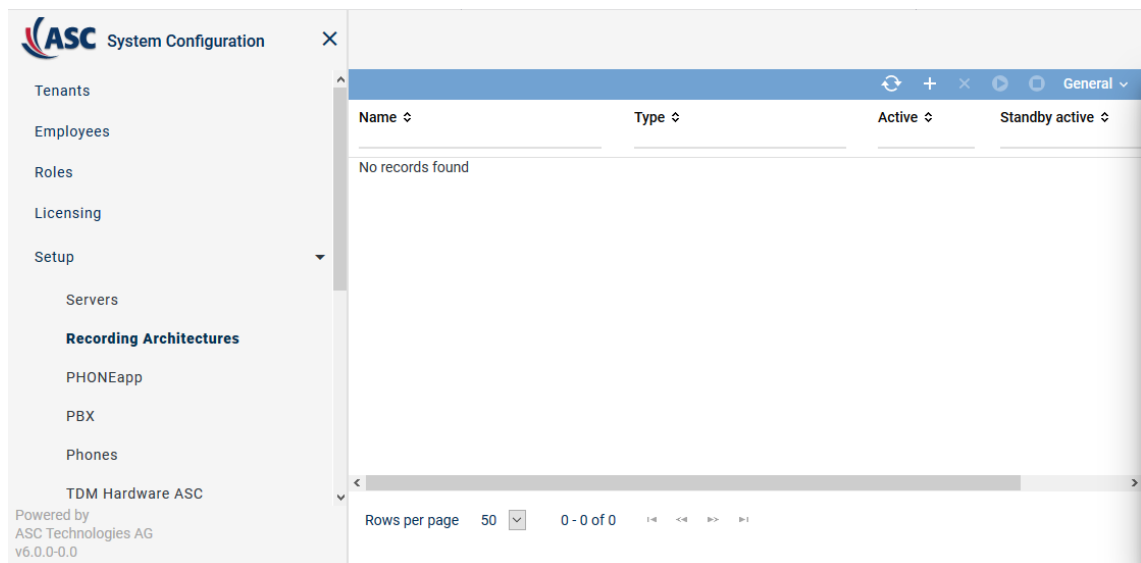 ASC System Configuration
Tenants
Employees
Roles
Licensing
Setup
Servers
Recording Architectures
PHONEapp
PBX
Phones
TDM Hardware ASC
Powered by
ASC Technologies AG
v6.0.0-0.0
General
Name Type Active Standby active
No records found
Rows per page 50 0 - 0 of 0